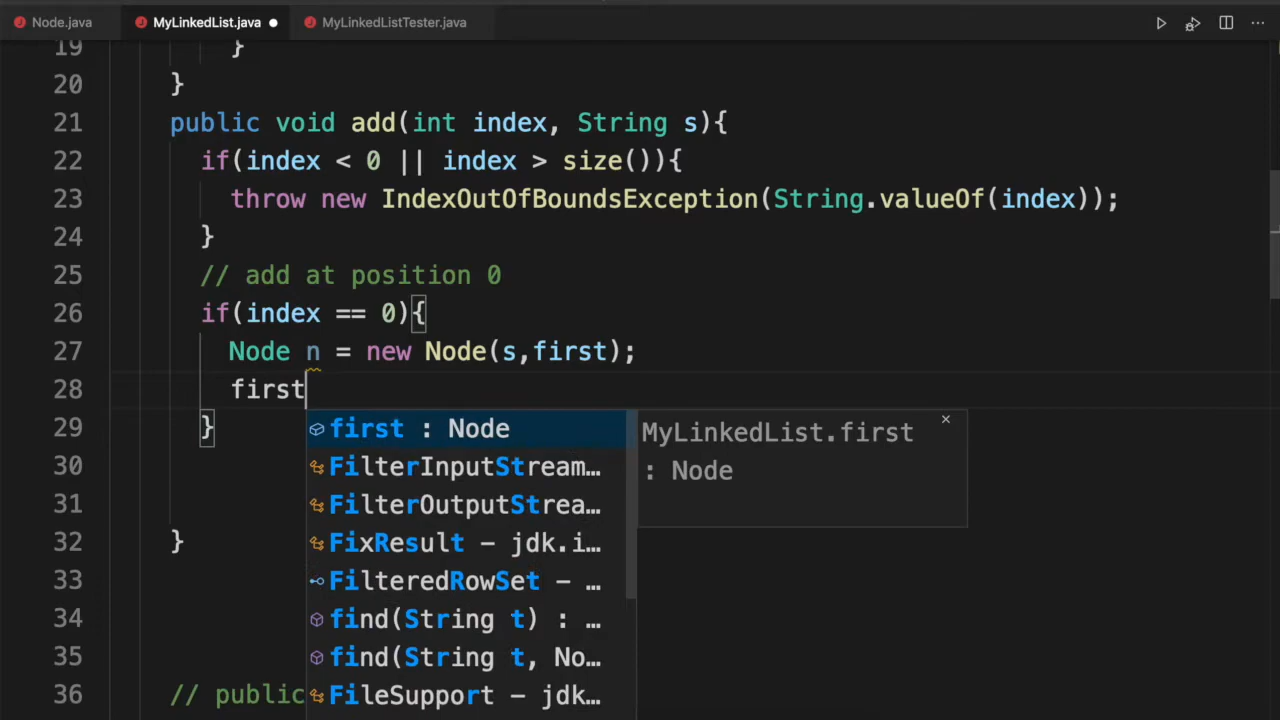 Node.java MyLinkedList.java MyLinkedListTester.java
19 }
20 }
21 public void add(int index, String s){
22 if(index < 0 || index > size()){
23 throw new IndexOutOfBoundsException(String.valueOf(index));
24 }
25 // add at position 0
26 if(index == 0){
27 Node n = new Node(s,first);
28 first
29 }
30
31
32 }
33
34
35
36 // public
first : Node
FilterInputStream…
FilterOutputStrea…
FixResult – jdk.i…
FilteredRowSet – …
find(String t) : …
find(String t, No…
FileSupport – jdk…
MyLinkedList.first
: Node